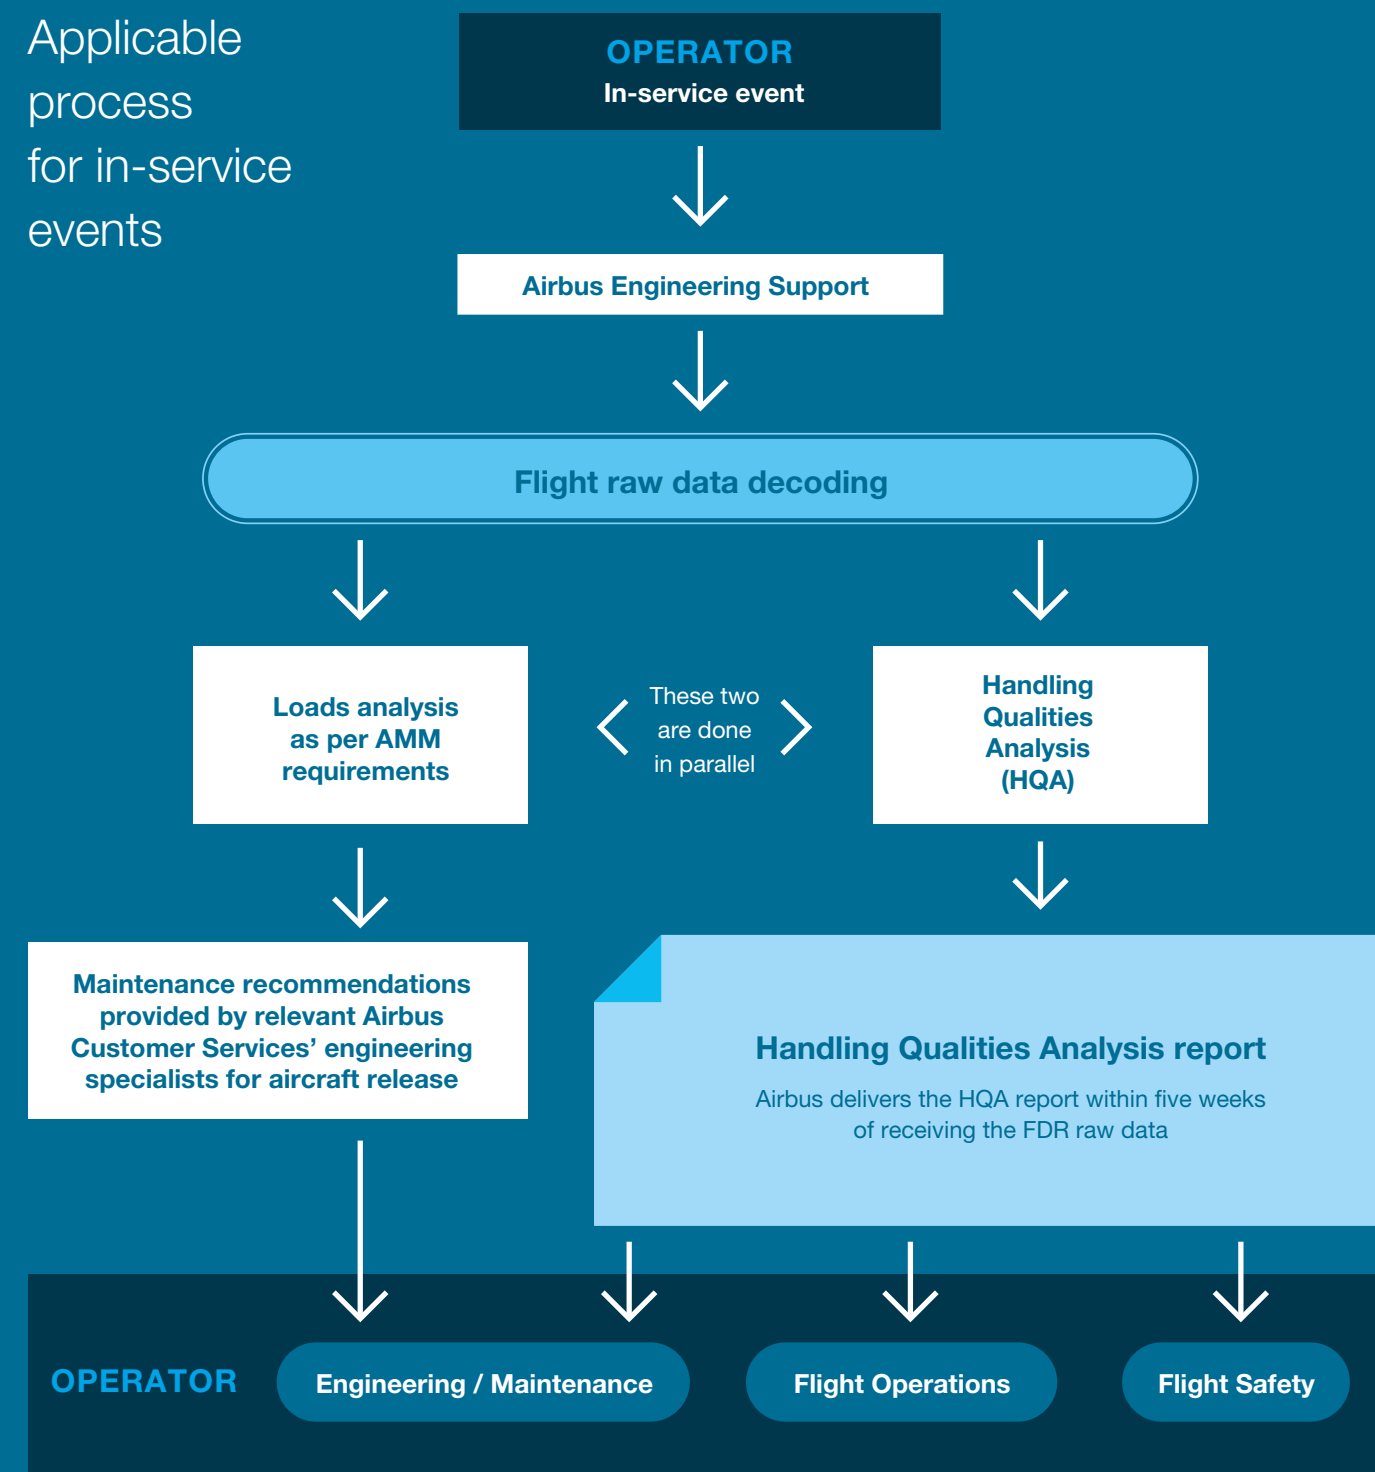 Applicable
process
for in-service
events
OPERATOR
In-service event
Airbus Engineering Support
Flight raw data decoding
Loads analysis
as per AMM
requirements
These two
are done
in parallel
Handling
Qualities
Analysis
(HQA)
Maintenance recommendations
provided by relevant Airbus
Customer Services’ engineering
specialists for aircraft release
Handling Qualities Analysis report
Airbus delivers the HQA report within five weeks
of receiving the FDR raw data
OPERATOR
Engineering / Maintenance
Flight Operations
Flight Safety